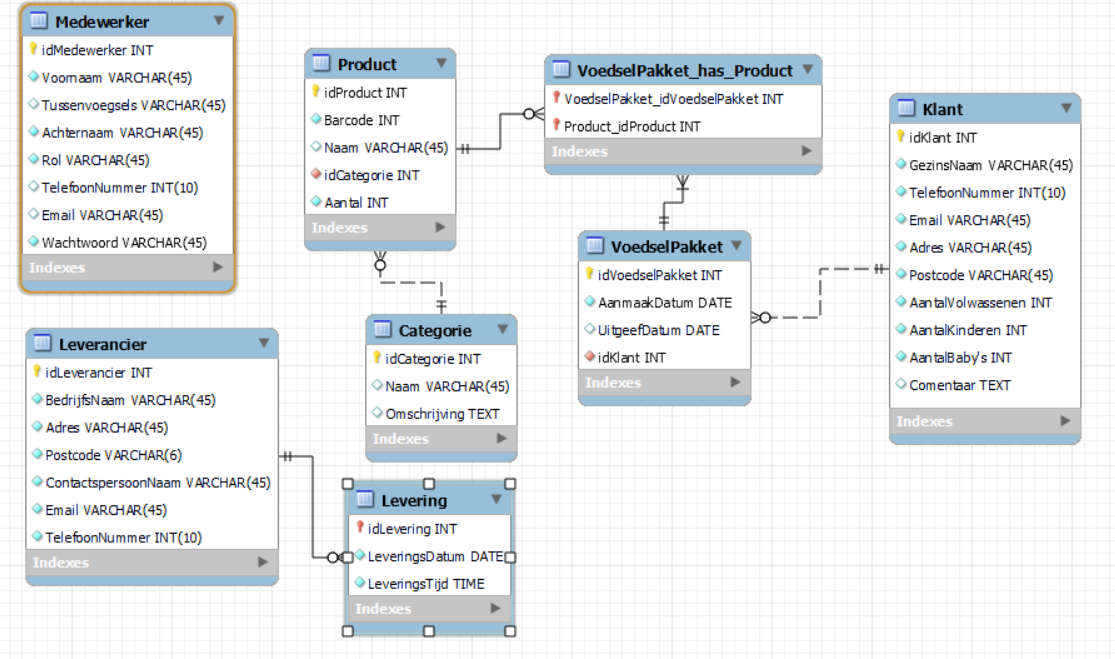 Medewerker
idMedewerker INT
Voornaam VARCHAR(45)
Tussenvoegsels VARCHAR(45)
Achternaam VARCHAR(45)
Rol VARCHAR(45)
TelefoonNummer INT(10)
Email VARCHAR(45)
Wachtwoord VARCHAR(45)
Indexes
Product
idProduct INT
Barcode INT
Naam VARCHAR(45)
idCategorie INT
Aantal INT
Indexes
VoedselPakket_has_Product
VoedselPakket_idVoedselPakket INT
Product_idProduct INT
Indexes
Klant
idKlant INT
GezinsNaam VARCHAR(45)
TelefoonNummer INT(10)
Email VARCHAR(45)
Adres VARCHAR(45)
Postcode VARCHAR(45)
AantalVolwassenen INT
AantalKinderen INT
AantalBaby's INT
Comentaar TEXT
Indexes
VoedselPakket
idVoedselPakket INT
AanmaakDatum DATE
UitgeefDatum DATE
idKlant INT
Indexes
Leverancier
idLeverancier INT
BedrijfsNaam VARCHAR(45)
Adres VARCHAR(45)
Postcode VARCHAR(6)
ContactspersoonNaam VARCHAR(45)
Email VARCHAR(45)
TelefoonNummer INT(10)
Indexes
Categorie
idCategorie INT
Naam VARCHAR(45)
Omschrijving TEXT
Indexes
Levering
idLevering INT
LeveringsDatum DATE
LeveringsTijd TIME
Indexes